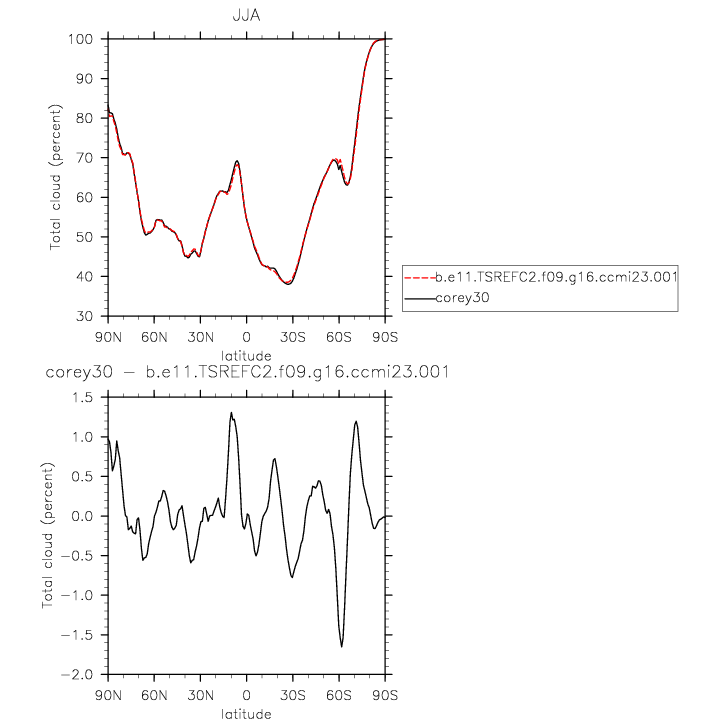 JJA
100
90
80
70
60
50
40
30
Total cloud (percent)
90N 60N 30N 0 30S 60S 90S
latitude
b.e11.TSREFC2.f09.g16.ccmi23.001
corey30
corey30 − b.e11.TSREFC2.f09.g16.ccmi23.001
1.5
1.0
0.5
0.0
−0.5
−1.0
−1.5
−2.0
Total cloud (percent)
90N 60N 30N 0 30S 60S 90S
latitude